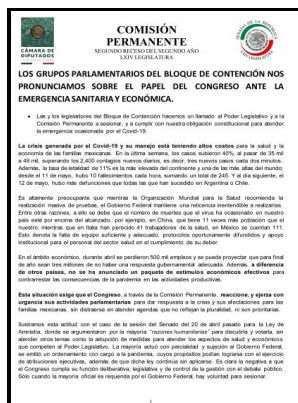 CÁMARA DE
DIPUTADOS
COMISIÓN
PERMANENTE
SEGUNDO RECESO DEL SEGUNDO AÑO
LXIV LEGISLATURA
LOS GRUPOS PARLAMENTARIOS DEL BLOQUE DE CONTENCIÓN NOS
PRONUNCIAMOS SOBRE EL PAPEL DEL CONGRESO ANTE LA
EMERGENCIA SANITARIA Y ECONÓMICA.
• Las y los legisladores del Bloque de Contención hacemos un llamado al Poder Legislativo y a la
Comisión Permanente a sesionar, y a cumplir con nuestra obligación constitucional para atender
la emergencia ocasionada por el Covid-19.
La crisis generada por el Covid-19 y su manejo está teniendo altos costos para la salud y la
economía de las familias mexicanas. En la última semana, los casos subieron 40%, al pasar de 35 mil
a 49 mil, superando los 2,400 contagios nuevos diarios, es decir, tres nuevos casos cada dos minutos.
Además, la tasa de letalidad de 11% es la más elevada del continente y una de las más altas del mundo;
desde el 11 de mayo, hubo 10 fallecimientos cada hora, sumando un total de 245. Y al día siguiente, el
12 de mayo, hubo más defunciones que todas las que han sucedido en Argentina o Chile.
Es altamente preocupante que mientras la Organización Mundial para la Salud recomienda la
realización masiva de pruebas, el Gobierno Federal mantiene una reticencia inentendible a realizarlas.
Entre otras razones, a ello se debe que el número de muertes que el virus ha ocasionado en nuestro
país esté por encima del alcanzado, por ejemplo, en China, que tiene 11 veces más población que el
nuestro; mientras que en Italia han perecido 41 trabajadores de la salud, en México se cuentan 111.
Esto denota la falta de equipo suficiente y adecuado, protocolos oportunamente difundidos y apoyo
institucional para el personal del sector salud en el cumplimiento de su deber.
En el ámbito económico, durante abril se perdieron 500 mil empleos y se puede proyectar que para final
de año sean tres millones de no haber una respuesta gubernamental adecuada. Además, a diferencia
de otros países, no se ha anunciado un paquete de estímulos económicos efectivos para
contrarrestar las consecuencias de la pandemia en las actividades productivas.
Esta situación exige que el Congreso, a través de la Comisión Permanente, reaccione, y ejerza con
urgencia sus actividades parlamentarias para dar respuesta a la crisis y sus afectaciones para las
familias mexicanas, sin distraerse en atender agendas que no reflejan la pluralidad, ni son prioritarias.
Ilustramos esta actitud con el caso de la sesión del Senado del 20 de abril pasado para la Ley de
Amnistía, donde se argumentaron por la mayoría "razones humanitarias" para discutirla y votarla, sin
atender otros temas como la adopción de medidas para atender los aspectos de salud y económicos
que competen al Poder Legislativo. La mayoría actuó con parcialidad y sujeción al Gobierno Federal,
se emitió un ordenamiento con cargo a la pandemia, cuyos propósitos podían lograrse con el ejercicio
de atribuciones ejecutivas, además de que dicha ley continúa sin aplicarse. Es clara la negativa a que
el Congreso cumpla su función deliberativa, legislativa y de control de la gestión con el debate público.
Sólo cuando la mayoría oficial es requerida por el Gobierno Federal, hay voluntad para sesionar.
1